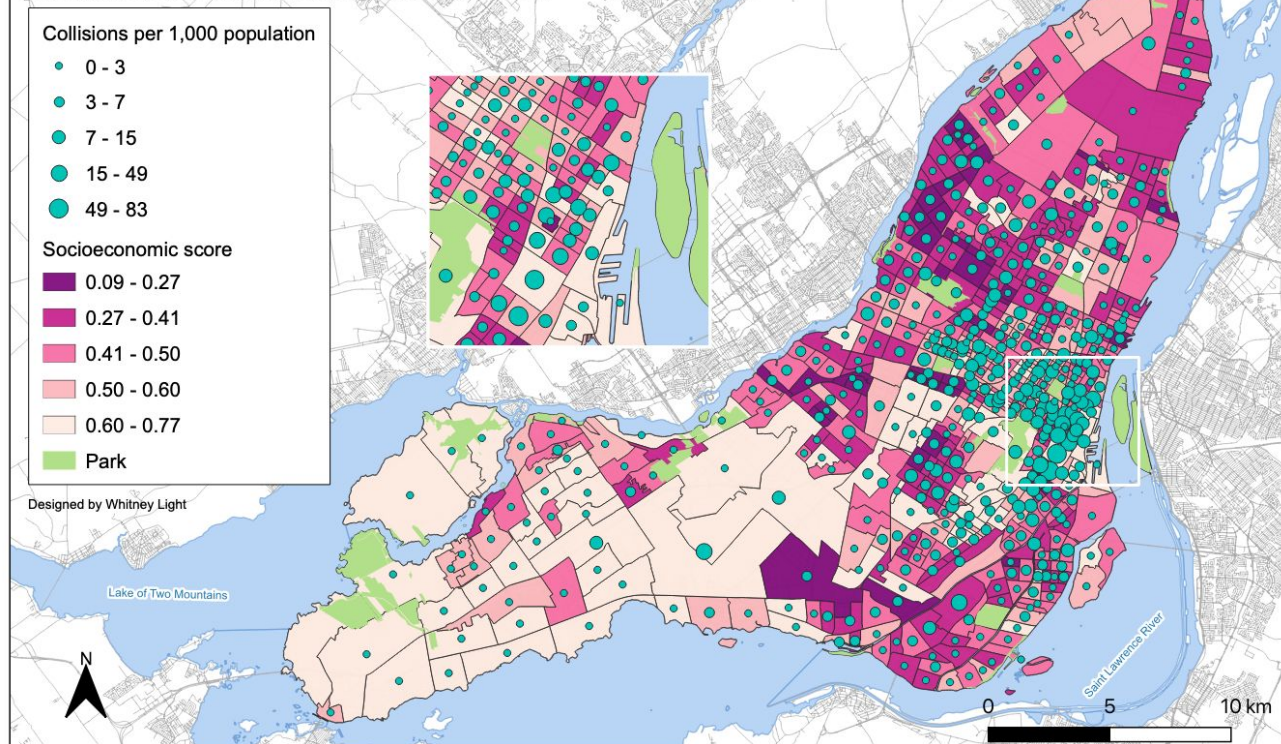 Collisions per 1,000 population
0 - 3
3 - 7
7 - 15
15 - 49
49 - 83
Socioeconomic score
0.09 - 0.27
0.27 - 0.41
0.41 - 0.50
0.50 - 0.60
0.60 - 0.77
Park
Designed by Whitney Light
Lake of Two Mountains
Saint Lawrence River
N
0 5 10 km